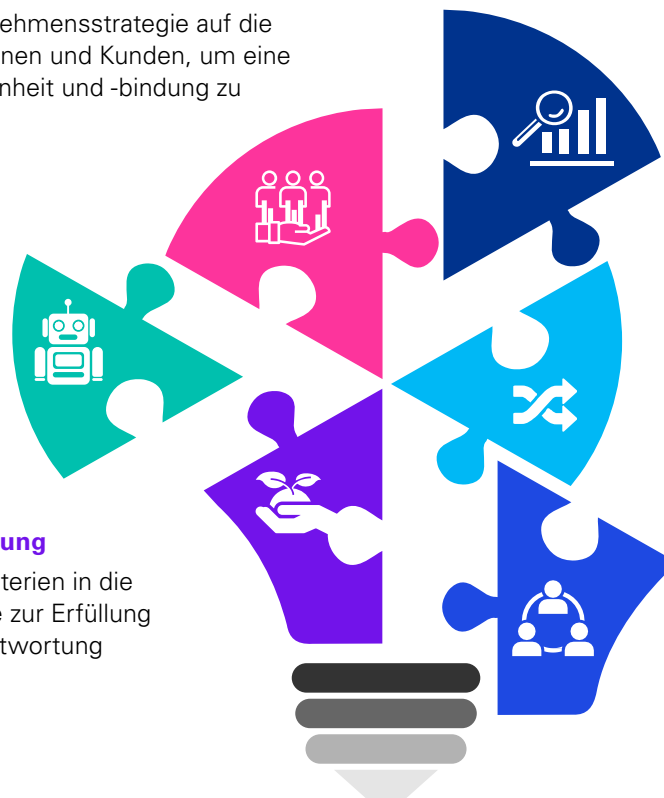 ehmensstrategie auf die
nen und Kunden, um eine
nheit und -bindung zu
ung
terien in die
e zur Erfüllung
twortung